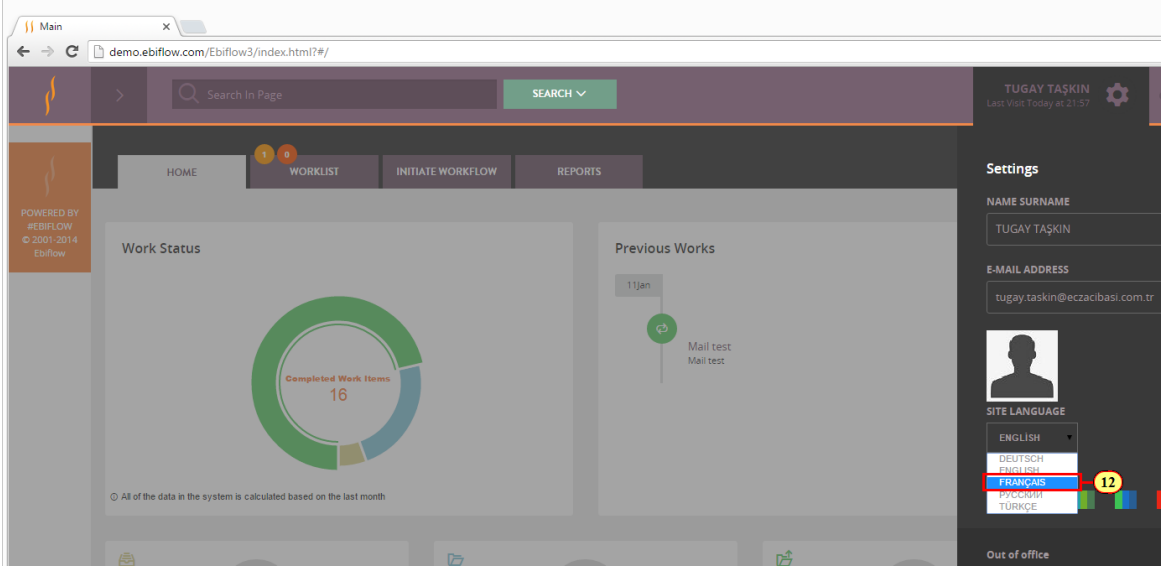 Main
demo.ebiflow.com/Ebiflow3/index.html?#/
Search In Page
SEARCH
TUGAY TAŞKIN
Last Visit Today at 21:57
POWERED BY
#EBIFLOW
© 2001-2014
Ebiflow
HOME
1 0
WORKLIST
INITIATE WORKFLOW
REPORTS
Work Status
Completed Work Items
16
All of the data in the system is calculated based on the last month
Previous Works
11Jan
Mail test
Mail test
Settings
NAME SURNAME
TUGAY TAŞKIN
E-MAIL ADDRESS
tugay.taskin@eczacibasi.com.tr
SITE LANGUAGE
ENGLİSH
DEUTSCH
ENGLISH
FRANÇAIS
12
РУССКИЙ
TÜRKÇE
Out of office